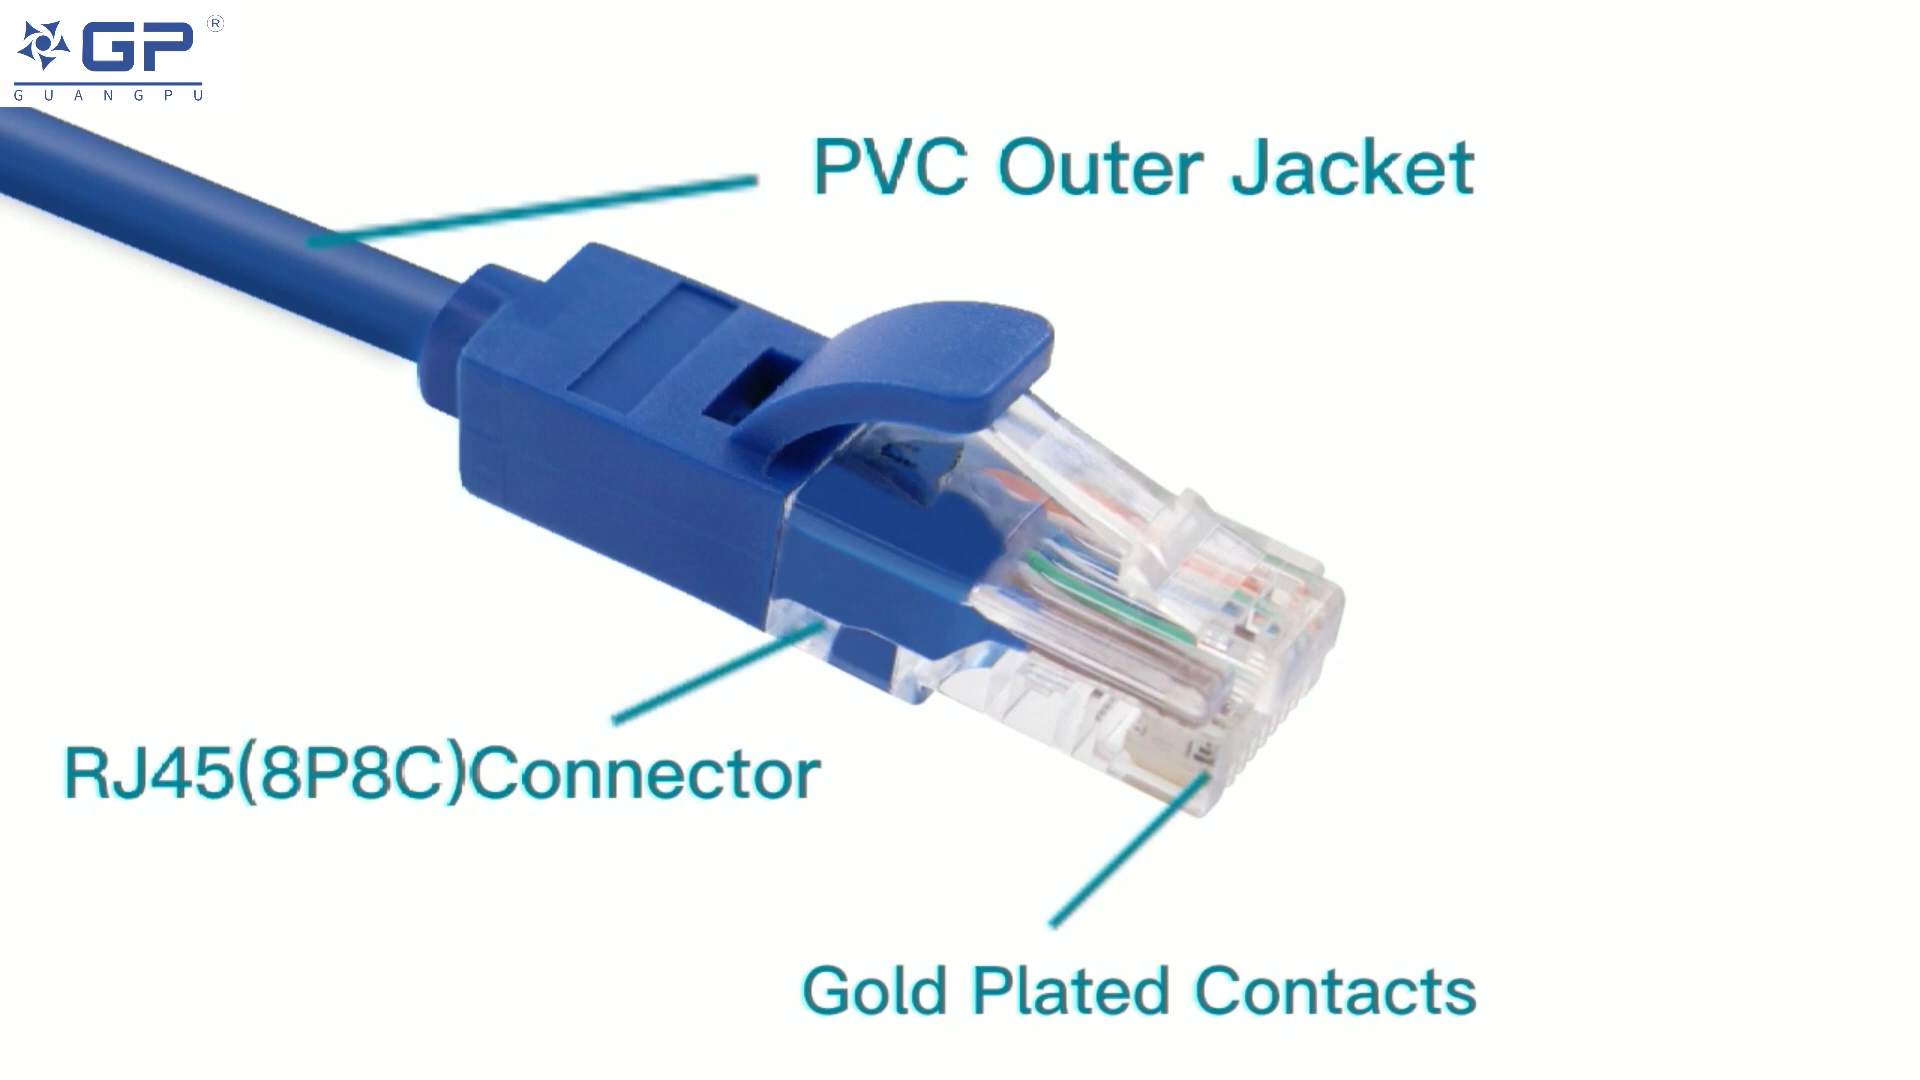 GP®
GUANGPU
PVC Outer Jacket
RJ45(8P8C)Connector
Gold Plated Contacts